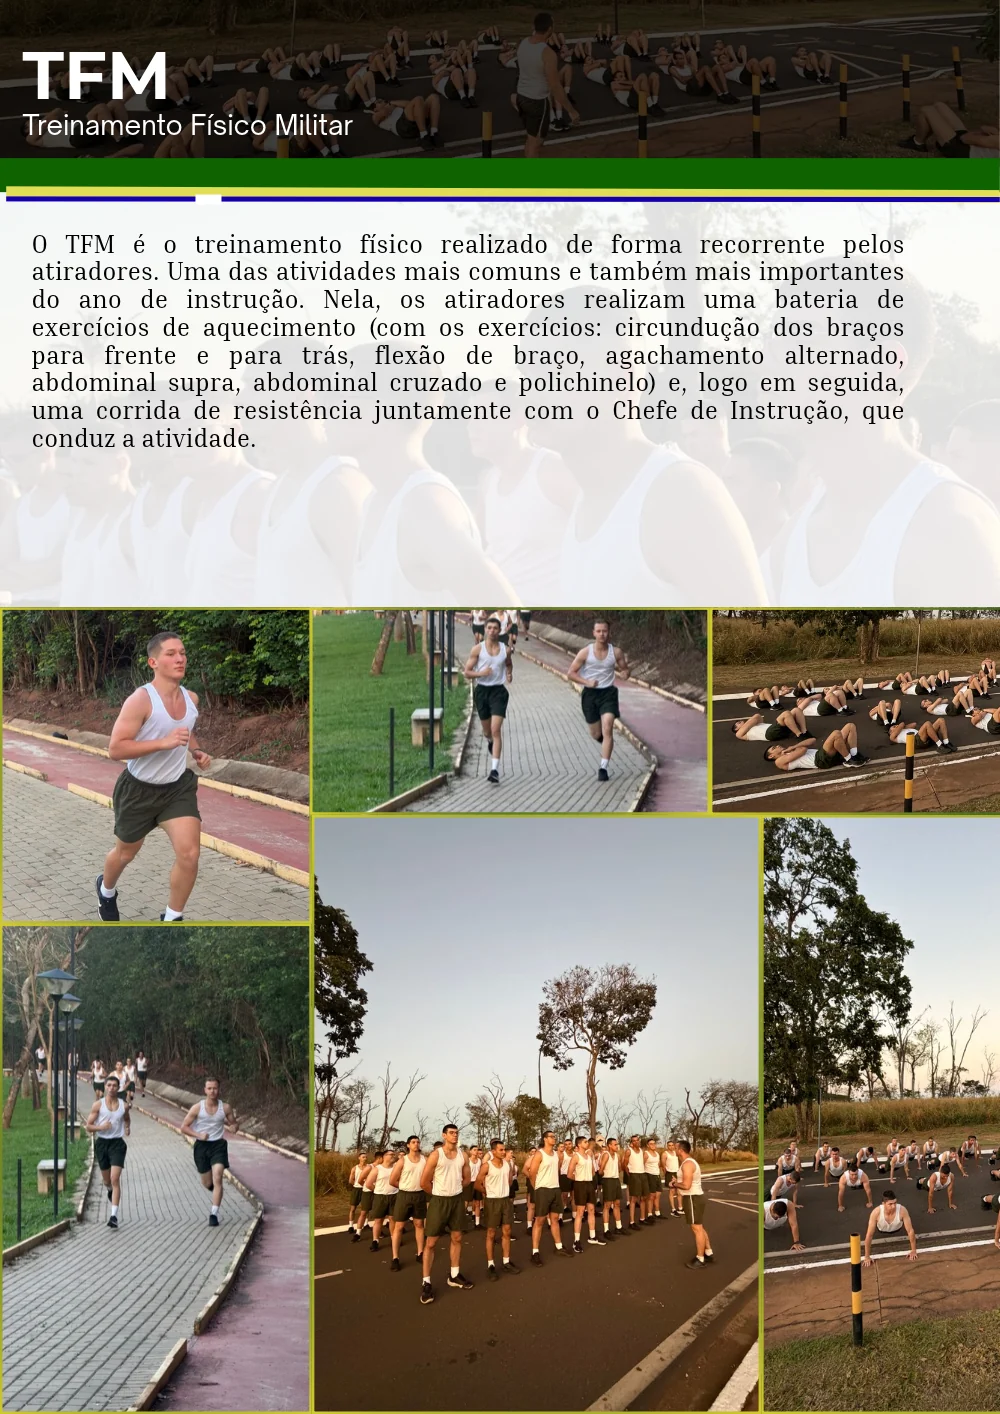 TFM
Treinamento Físico Militar
O TFM é o treinamento físico realizado de forma recorrente pelos
atiradores. Uma das atividades mais comuns e também mais importantes
do ano de instrução. Nela, os atiradores realizam uma bateria de
exercícios de aquecimento (com os exercícios: circundução dos braços
para frente e para trás, flexão de braço, agachamento alternado,
abdominal supra, abdominal cruzado e polichinelo) e, logo em seguida,
uma corrida de resistência juntamente com o Chefe de Instrução, que
conduz a atividade.